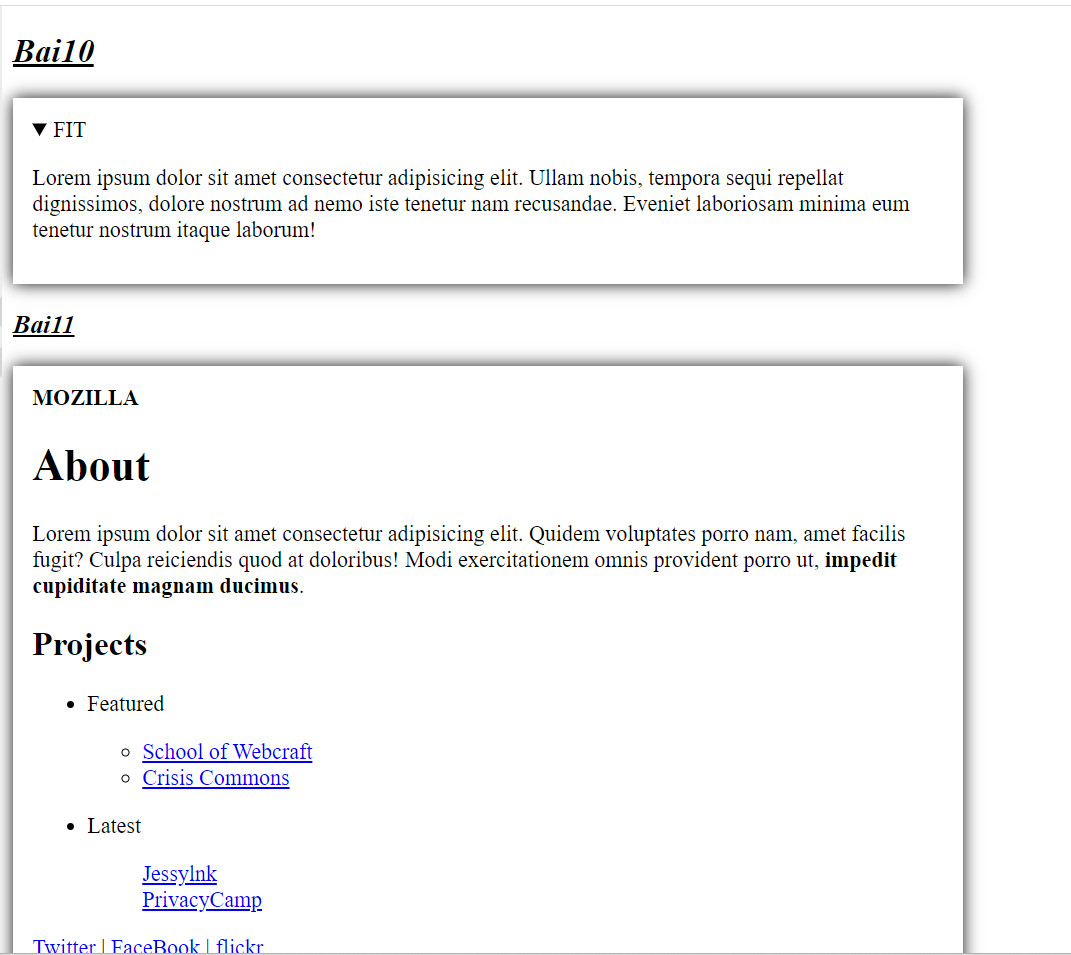 Bai10
FIT
Lorem ipsum dolor sit amet consectetur adipisicing elit. Ullam nobis, tempora sequi repellat
dignissimos, dolore nostrum ad nemo iste tenetur nam recusandae. Eveniet laboriosam minima eum
tenetur nostrum itaque laborum!
Bai11
MOZILLA
About
Lorem ipsum dolor sit amet consectetur adipisicing elit. Quidem voluptates porro nam, amet facilis
fugit? Culpa reiciendis quod at doloribus! Modi exercitationem omnis provident porro ut, impedit
cupiditate magnam ducimus.
Projects
Featured
School of Webcraft
Crisis Commons
Latest
Jessylnk
PrivacyCamp
Twitter | FaceBook | flickr